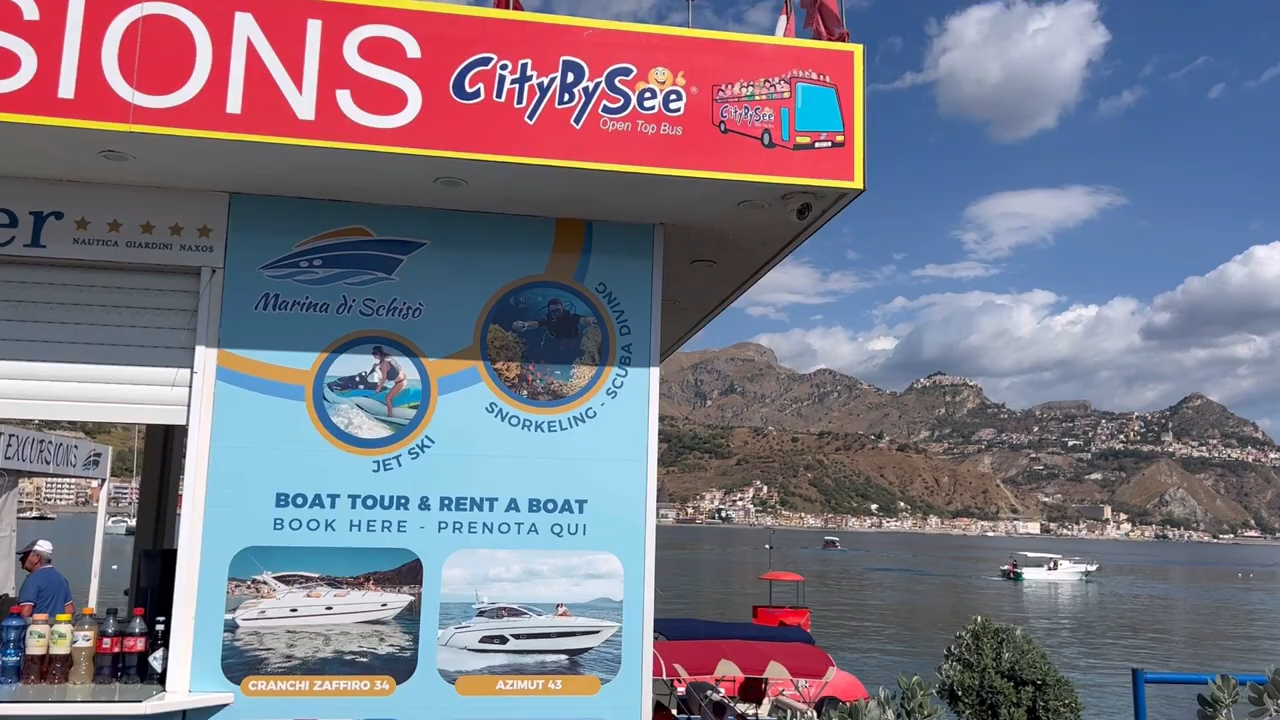 SIONS
CityBySee®
Open Top Bus
CityBySee
er
NAUTICA GIARDINI NAXOS
Marina di Schisò
SNORKELING - SCUBA DIVING
JET SKI
EXCURSIONS
BOAT TOUR & RENT A BOAT
BOOK HERE - PRENOTA QUI
CRANCHI ZAFFIRO 34
AZIMUT 43